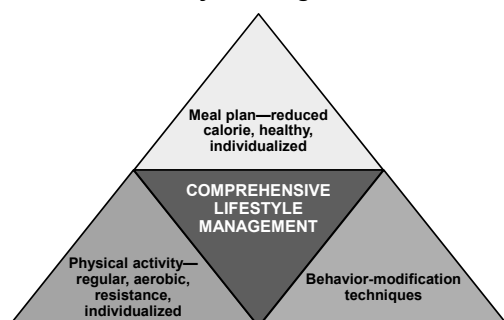 Meal plan—reduced
calorie, healthy,
individualized
COMPREHENSIVE
LIFESTYLE
MANAGEMENT
Physical activity—
regular, aerobic,
resistance,
individualized
Behavior-modification
techniques